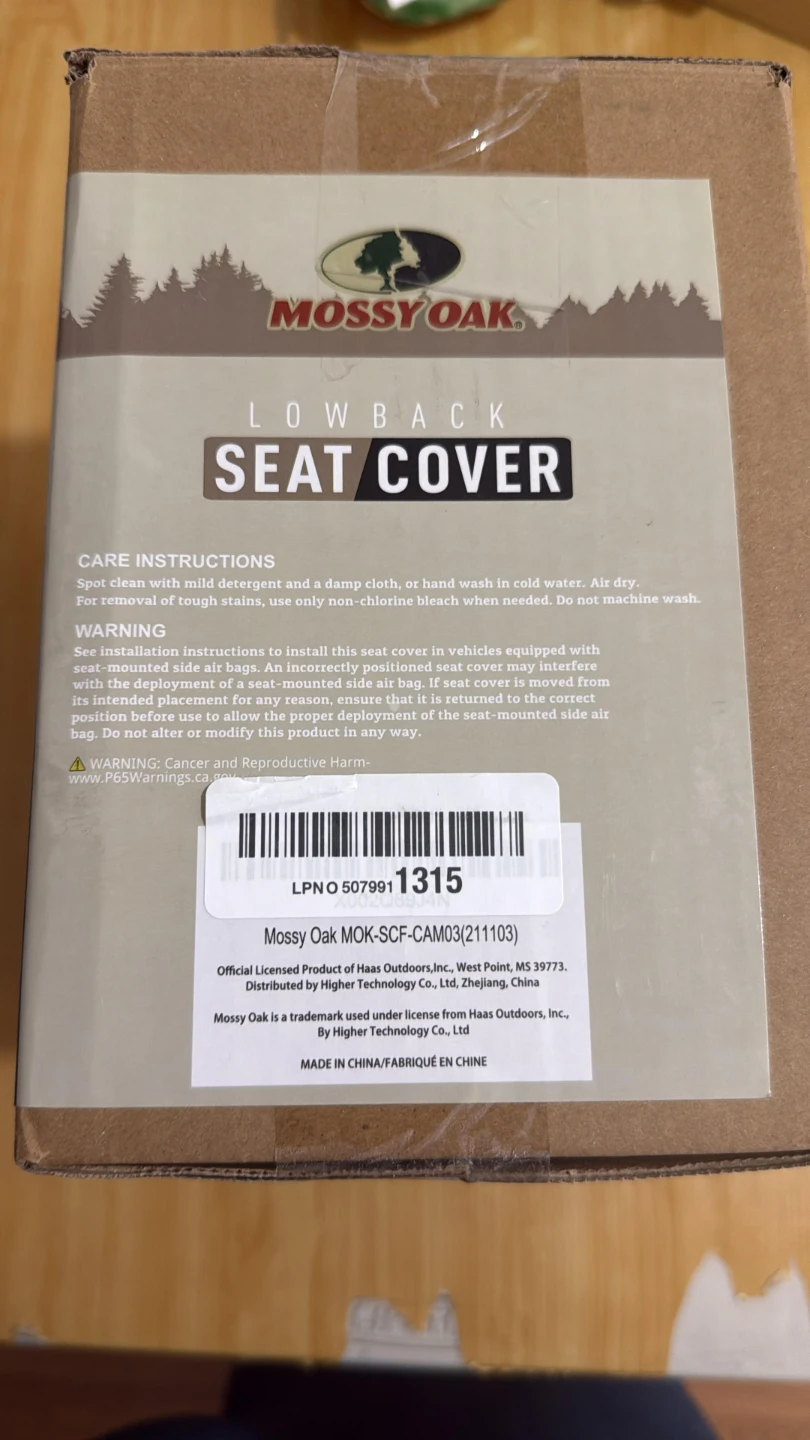 MOSSY OAK®
LOWBACK
SEAT COVER
CARE INSTRUCTIONS
Spot clean with mild detergent and a damp cloth, or hand wash in cold water. Air dry.
For removal of tough stains, use only non-chlorine bleach when needed. Do not machine wash.
WARNING
See installation instructions to install this seat cover in vehicles equipped with
seat-mounted side air bags. An incorrectly positioned seat cover may interfere
with the deployment of a seat-mounted side air bag. If seat cover is moved from
its intended placement for any reason, ensure that it is returned to the correct
position before use to allow the proper deployment of the seat-mounted side air
bag. Do not alter or modify this product in any way.
WARNING: Cancer and Reproductive Harm-
www.P65Warnings.ca.gov
LPNO5079911315
Mossy Oak MOK-SCF-CAM03(211103)
Official Licensed Product of Haas Outdoors,Inc., West Point, MS 39773.
Distributed by Higher Technology Co., Ltd, Zhejiang, China
Mossy Oak is a trademark used under license from Haas Outdoors, Inc.,
By Higher Technology Co., Ltd
MADE IN CHINA/FABRIQUÉ EN CHINE